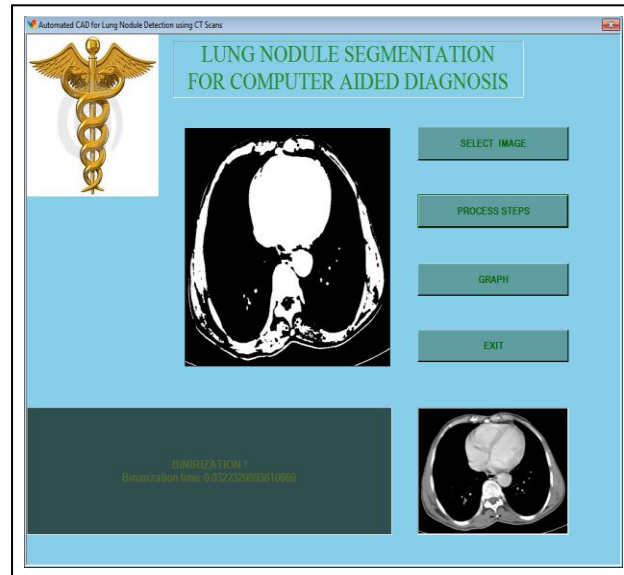 Automated CAD for Lung Nodule Detection using CT Scans
LUNG NODULE SEGMENTATION
FOR COMPUTER AIDED DIAGNOSIS
SELECT IMAGE
PROCESS STEPS
GRAPH
EXIT
BINIRIZATION !
Binarization time: 0.0322329893810669